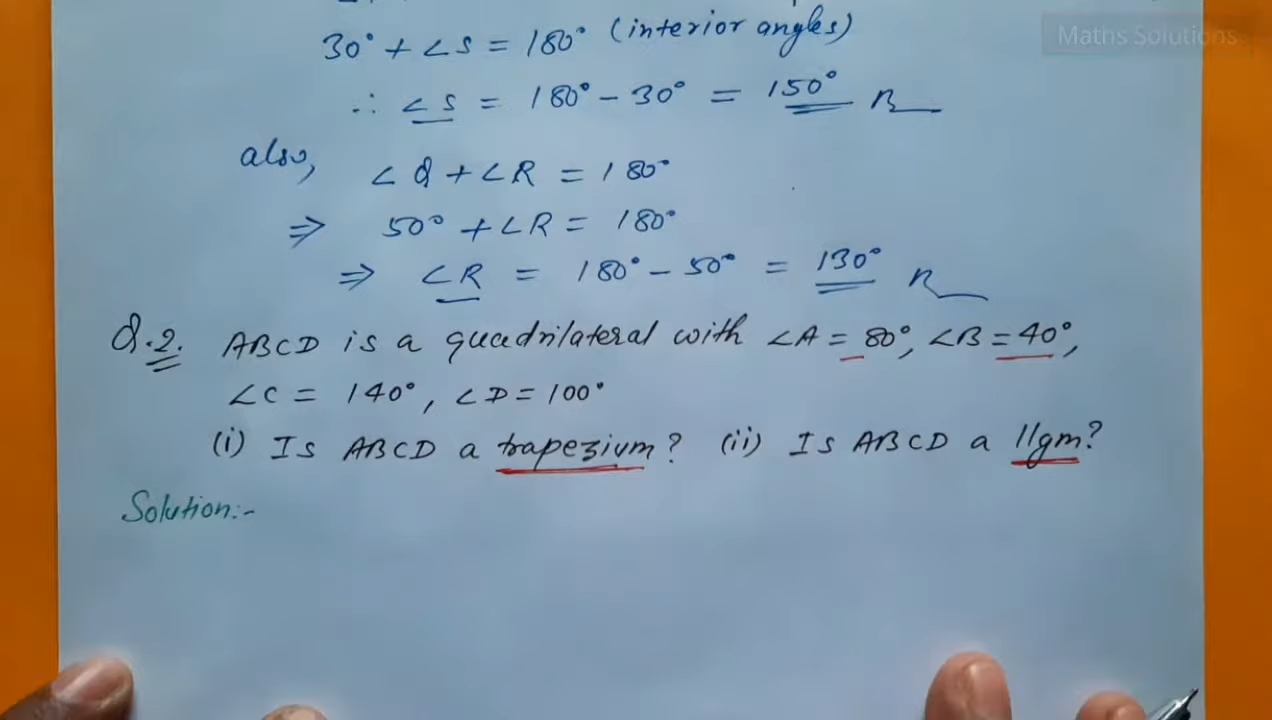 Maths Solutions
30° + ∠S = 180° (interior angles)
∴ ∠S = 180° - 30° = 150°
also,
∠Q + ∠R = 180°
⇒ 50° + ∠R = 180°
⇒ ∠R = 180° - 50° = 130°
Q.2. ABCD is a quadrilateral with ∠A = 80°, ∠B = 40°,
∠C = 140°, ∠D = 100°
(i) Is ABCD a trapezium? (ii) Is ABCD a llgm?
Solution:-